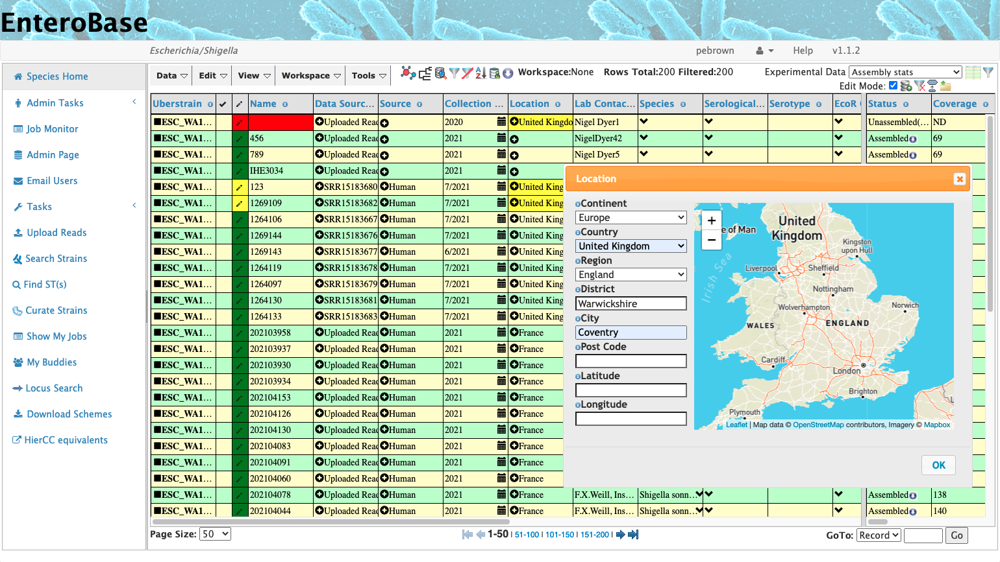 EnteroBase
Escherichia/Shigella pebrown Help v1.1.2
Species Home
Admin Tasks
Job Monitor
Admin Page
Email Users
Tasks
Upload Reads
Search Strains
Find ST(s)
Curate Strains
Show My Jobs
My Buddies
Locus Search
Download Schemes
HierCC equivalents
Data Edit View Workspace Tools Workspace:None Rows Total:200 Filtered:200 Experimental Data Assembly stats
Edit Mode:
Uberstrain Name Data Sourc... Source Collection ... Location Lab Contac... Species Serological... Serotype EcoR Status Coverage
ESC_WA1... Uploaded Read 2020 United Kingdo Nigel Dyer1 Unassembled(... ND
ESC_WA1... 456 Uploaded Read 2021 NigelDyer42 Assembled 69
ESC_WA1... 789 Uploaded Read 2021 Nigel Dyer5 Assembled 69
ESC_WA1... IHE3034 Uploaded Read 2021
ESC_WA1... 123 SRR15183680 Human 7/2021 United King
ESC_WA1... 1269109 SRR15183682 Human 7/2021 United King
ESC_WA1... 1264106 SRR15183667 Human 7/2021 United King
ESC_WA1... 1269144 SRR15183676 Human 7/2021 United King
ESC_WA1... 1269143 SRR15183677 Human 6/2021 United King
ESC_WA1... 1264119 SRR15183678 Human 7/2021 United King
ESC_WA1... 1264097 SRR15183679 Human 7/2021 United King
ESC_WA1... 1264130 SRR15183681 Human 7/2021 United King
ESC_WA1... 1264133 SRR15183683 Human 7/2021 United King
ESC_WA1... 202103958 Uploaded Read Human 2021 France
ESC_WA1... 202103937 Uploaded Read Human 2021 France
ESC_WA1... 202103930 Uploaded Read Human 2021 France
ESC_WA1... 202103934 Uploaded Read Human 2021 France
ESC_WA1... 202104153 Uploaded Read Human 2021 France
ESC_WA1... 202104126 Uploaded Read Human 2021 France
ESC_WA1... 202104130 Uploaded Read Human 2021 France
ESC_WA1... 202104083 Uploaded Read Human 2021 France
ESC_WA1... 202104091 Uploaded Read Human 2021 France
ESC_WA1... 202104060 Uploaded Read Human 2021 France
ESC_WA1... 202104078 Uploaded Read Human 2021 France F.X.Weill, Ins... Shigella sonn... Assembled 138
ESC_WA1... 202104044 Uploaded Read Human 2021 France F.X.Weill, Ins... Shigella sonn... Assembled 140
Location
Continent
Europe
Country
United Kingdom
Region
England
District
Warwickshire
City
Coventry
Post Code
Latitude
Longitude
+
−
e of Man
United
Kingdom
Kingston
upon Hull
Irish Sea
Liverpool
Sheffield
Nottingham
Wolverhampton
Norwich
WALES
ENGLAND
Cardiff
London
Brighton
Plymouth
Leaflet | Map data © OpenStreetMap contributors, Imagery © Mapbox
OK
Page Size: 50 1-50 | 51-100 | 101-150 | 151-200 | GoTo: Record Go